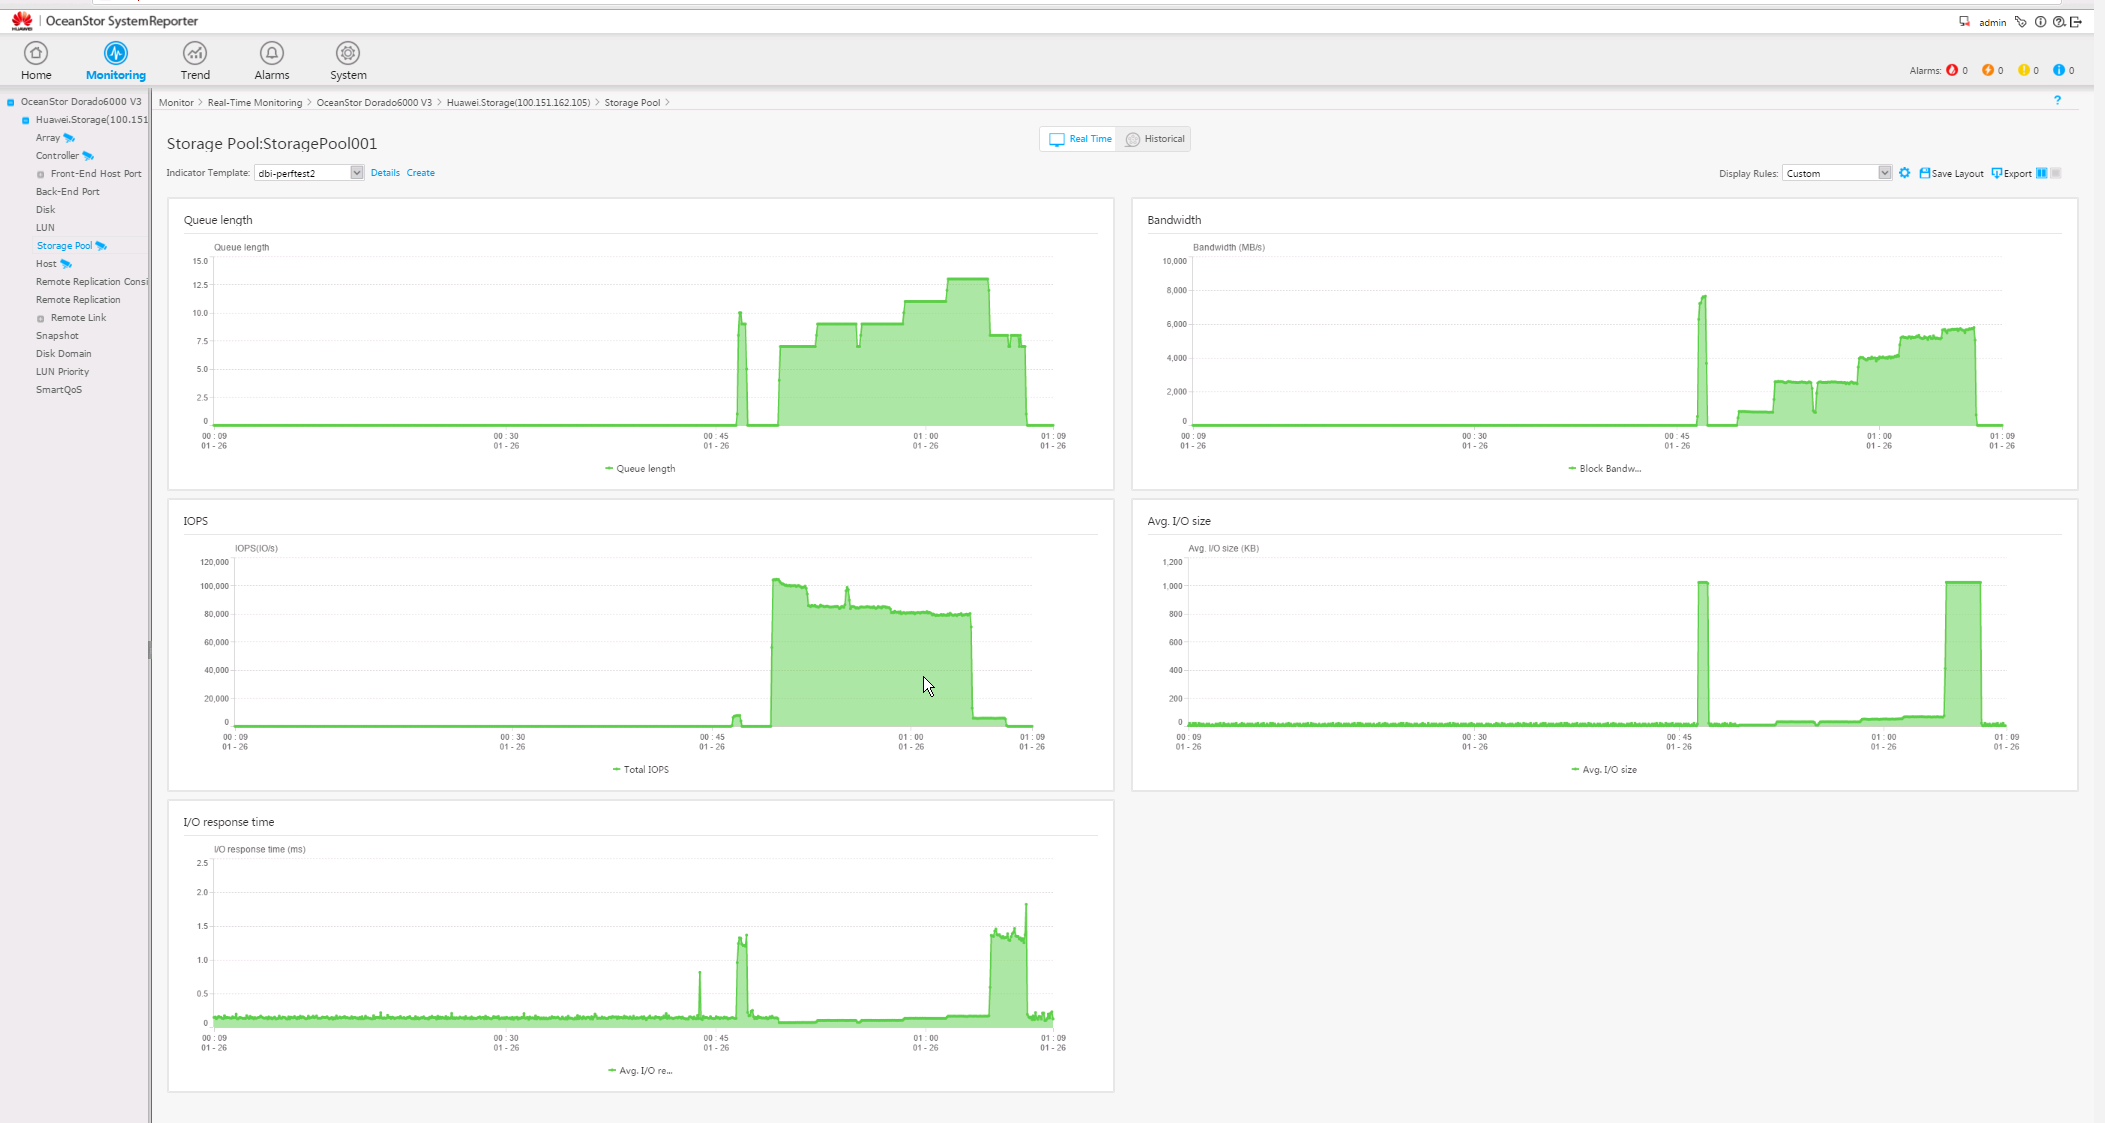 HUAWEI
OceanStor SystemReporter
admin
Home
Monitoring
Trend
Alarms
System
Alarms: 0 0 0 0
OceanStor Dorado6000 V3
Huawei.Storage(100.151
Array
Controller
Front-End Host Port
Back-End Port
Disk
LUN
Storage Pool
Host
Remote Replication Consi
Remote Replication
Remote Link
Snapshot
Disk Domain
LUN Priority
SmartQoS
Monitor > Real-Time Monitoring > OceanStor Dorado6000 V3 > Huawei.Storage(100.151.162.105) > Storage Pool >
?
Storage Pool:StoragePool001
Real Time
Historical
Indicator Template: dbi-perftest2 Details Create
Display Rules: Custom Save Layout Export
Queue length
Queue length
15.0
12.5
10.0
7.5
5.0
2.5
0
00 : 09 00 : 30 00 : 45 01 : 00 01 : 09
01 - 26 01 - 26 01 - 26 01 - 26 01 - 26
Queue length
Bandwidth
Bandwidth (MB/s)
10,000
8,000
6,000
4,000
2,000
0
00 : 09 00 : 30 00 : 45 01 : 00 01 : 09
01 - 26 01 - 26 01 - 26 01 - 26 01 - 26
Block Bandw...
IOPS
IOPS(IO/s)
120,000
100,000
80,000
60,000
40,000
20,000
0
00 : 09 00 : 30 00 : 45 01 : 00 01 : 09
01 - 26 01 - 26 01 - 26 01 - 26 01 - 26
Total IOPS
Avg. I/O size
Avg. I/O size (KB)
1,200
1,000
800
600
400
200
0
00 : 09 00 : 30 00 : 45 01 : 00 01 : 09
01 - 26 01 - 26 01 - 26 01 - 26 01 - 26
Avg. I/O size
I/O response time
I/O response time (ms)
2.5
2.0
1.5
1.0
0.5
0
00 : 09 00 : 30 00 : 45 01 : 00 01 : 09
01 - 26 01 - 26 01 - 26 01 - 26 01 - 26
Avg. I/O re...